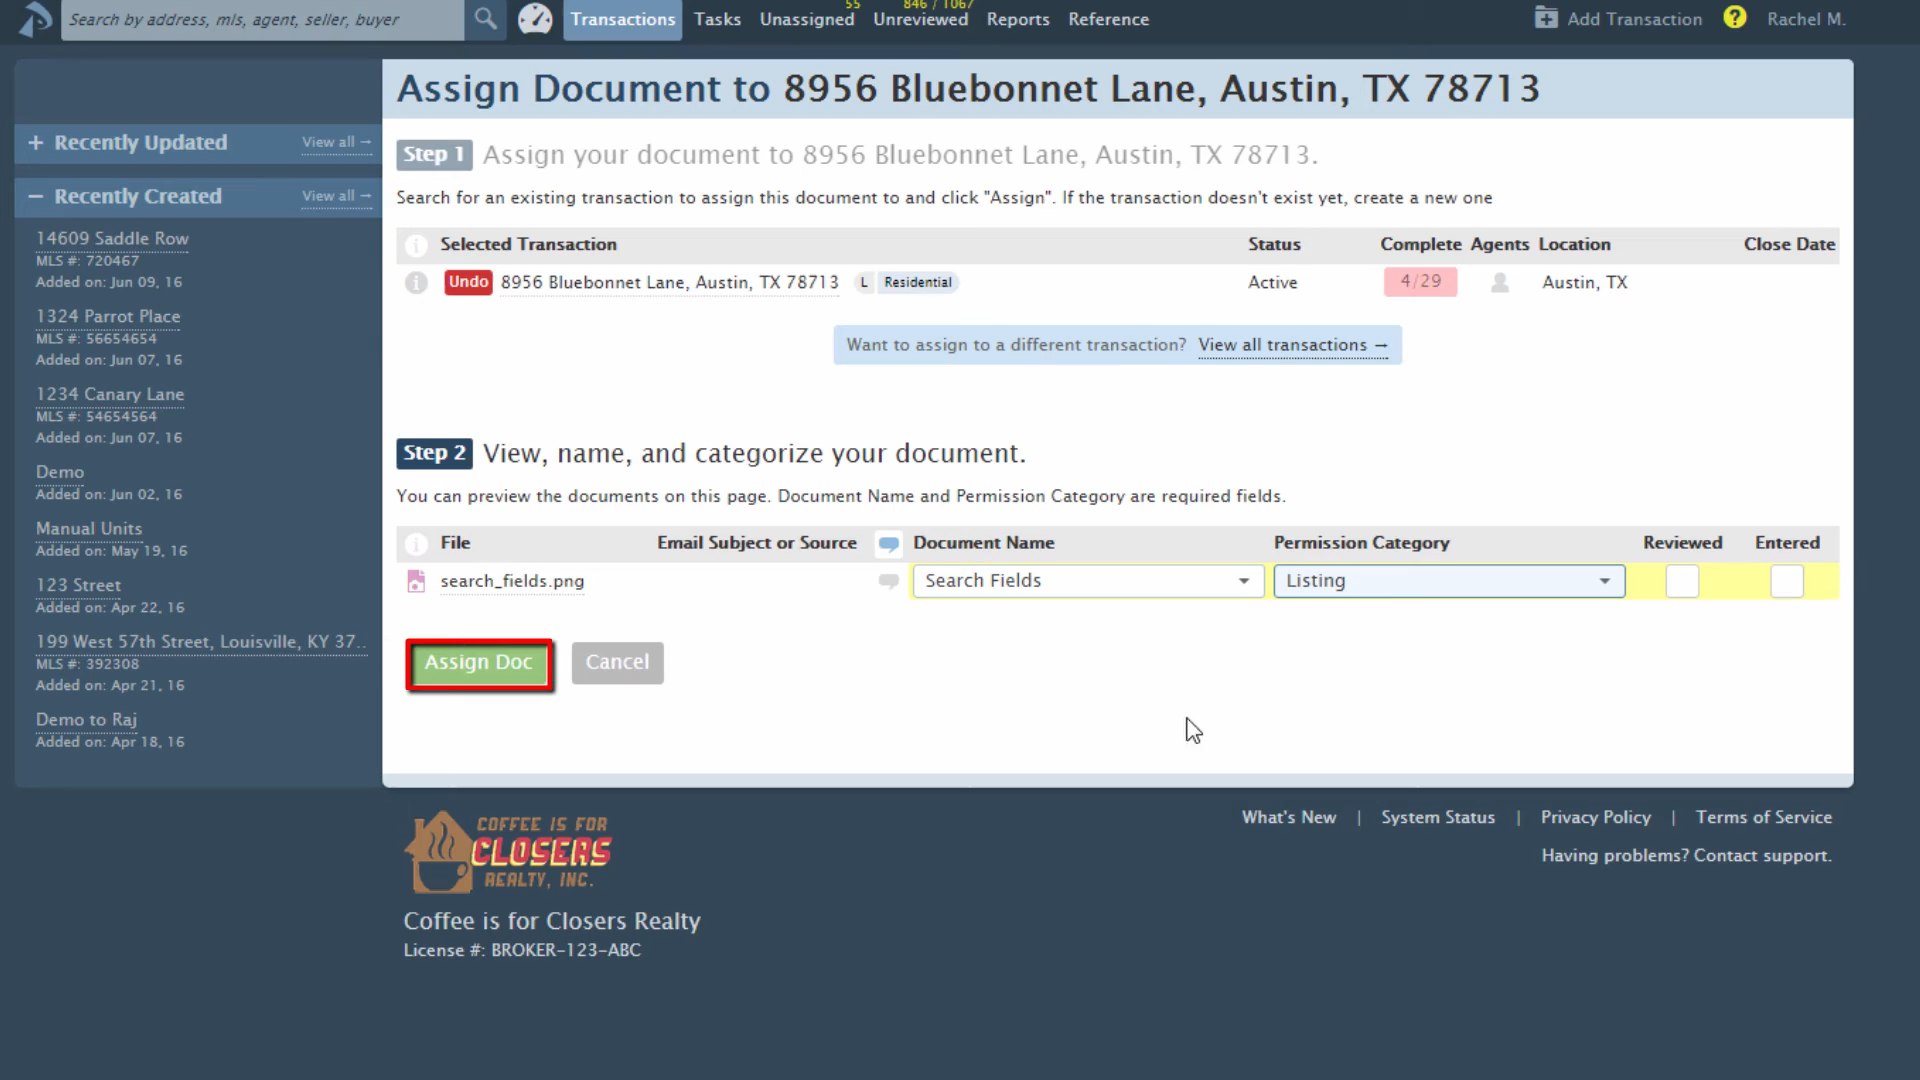 Search by address, mls, agent, seller, buyer
Transactions
Tasks
Unassigned
55
Unreviewed
846 / 1067
Reports
Reference
Add Transaction
?
Rachel M.
+ Recently Updated
View all →
− Recently Created
View all →
14609 Saddle Row
MLS #: 720467
Added on: Jun 09, 16
1324 Parrot Place
MLS #: 56654654
Added on: Jun 07, 16
1234 Canary Lane
MLS #: 54654564
Added on: Jun 07, 16
Demo
Added on: Jun 02, 16
Manual Units
Added on: May 19, 16
123 Street
Added on: Apr 22, 16
199 West 57th Street, Louisville, KY 37..
MLS #: 392308
Added on: Apr 21, 16
Demo to Raj
Added on: Apr 18, 16
Assign Document to 8956 Bluebonnet Lane, Austin, TX 78713
Step 1 Assign your document to 8956 Bluebonnet Lane, Austin, TX 78713.
Search for an existing transaction to assign this document to and click "Assign". If the transaction doesn't exist yet, create a new one
i Selected Transaction Status Complete Agents Location Close Date
i Undo 8956 Bluebonnet Lane, Austin, TX 78713 L Residential Active 4/29 Austin, TX
Want to assign to a different transaction? View all transactions →
Step 2 View, name, and categorize your document.
You can preview the documents on this page. Document Name and Permission Category are required fields.
i File Email Subject or Source Document Name Permission Category Reviewed Entered
search_fields.png Search Fields Listing
Assign Doc Cancel
COFFEE IS FOR
CLOSERS
REALTY, INC.
Coffee is for Closers Realty
License #: BROKER-123-ABC
What's New | System Status | Privacy Policy | Terms of Service
Having problems? Contact support.